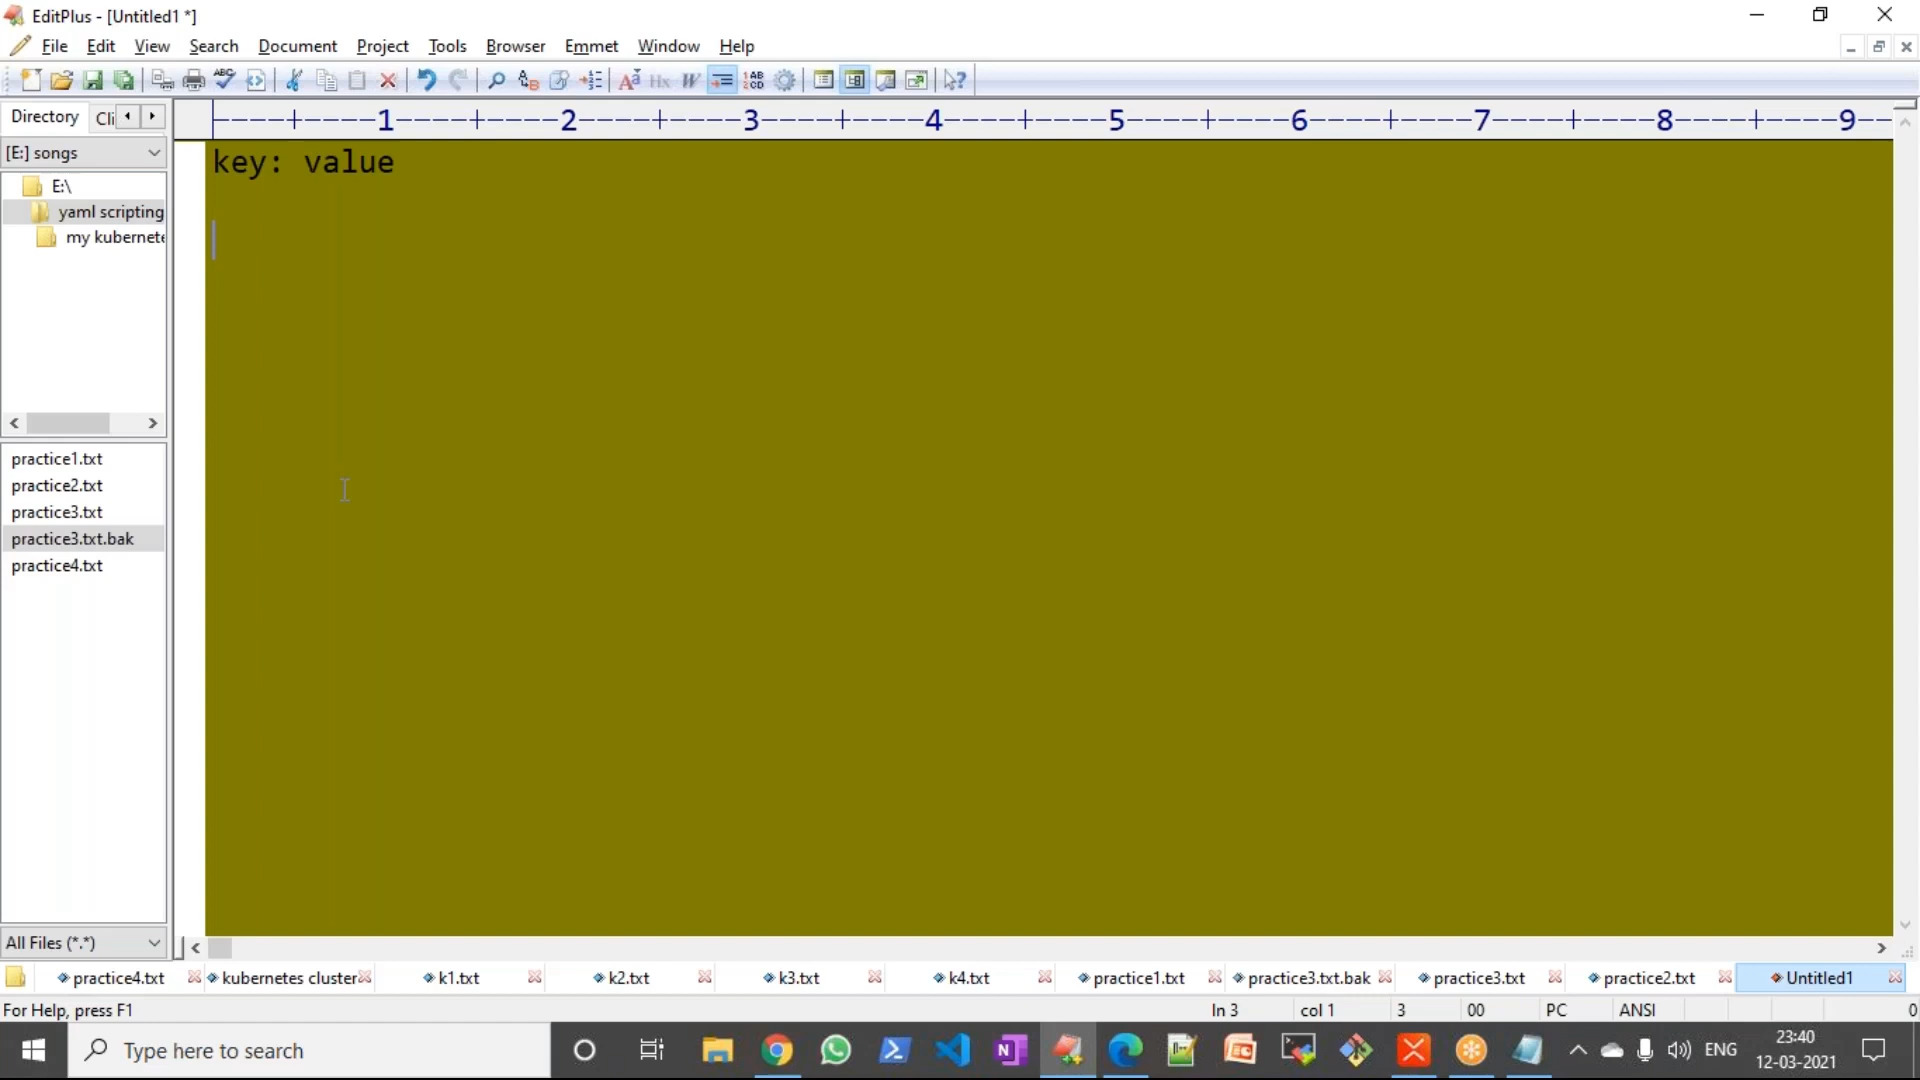 EditPlus - [Untitled1 *]
File Edit View Search Document Project Tools Browser Emmet Window Help
Directory Cli
----+----1----+----2----+----3----+----4----+----5----+----6----+----7----+----8----+----9--
[E:] songs
key: value
E:\
yaml scripting
my kubernete
practice1.txt
practice2.txt
practice3.txt
practice3.txt.bak
practice4.txt
All Files (*.*)
practice4.txt kubernetes cluster k1.txt k2.txt k3.txt k4.txt practice1.txt practice3.txt.bak practice3.txt practice2.txt Untitled1
For Help, press F1 ln 3 col 1 3 00 PC ANSI 0
Type here to search ENG 23:40
12-03-2021